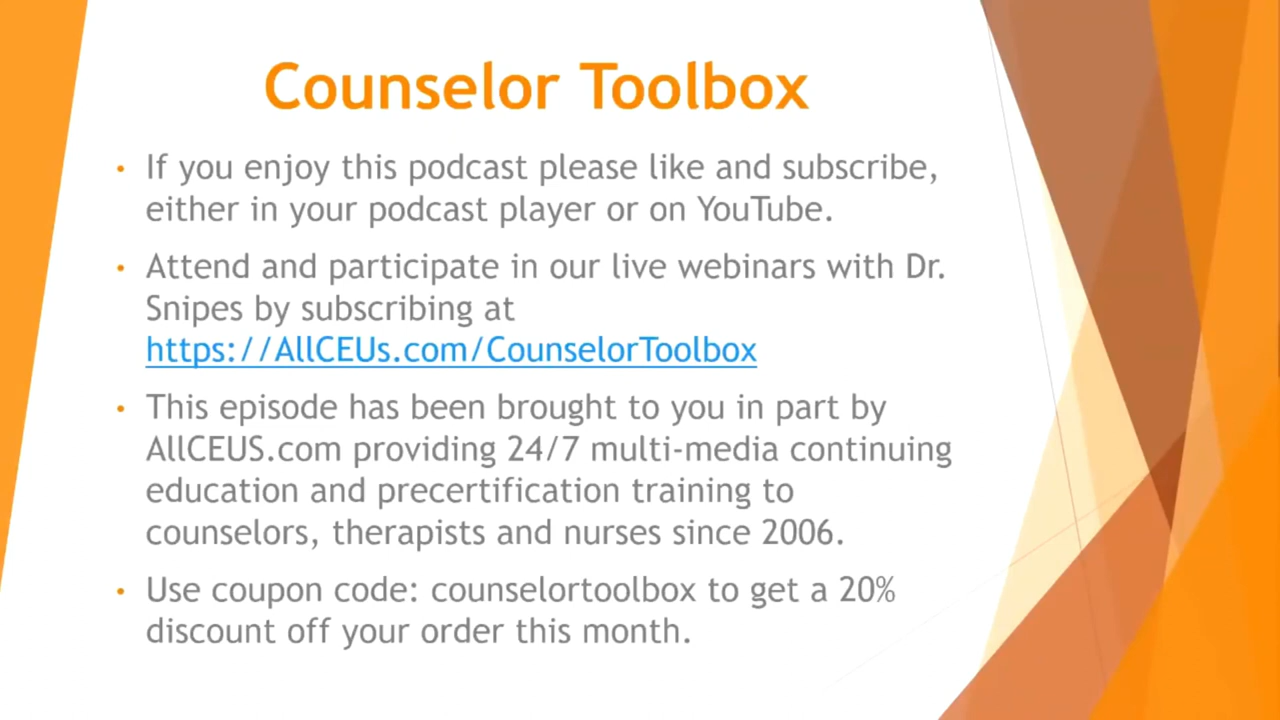 Counselor Toolbox
• If you enjoy this podcast please like and subscribe,
either in your podcast player or on YouTube.
• Attend and participate in our live webinars with Dr.
Snipes by subscribing at
https://AllCEUs.com/CounselorToolbox
• This episode has been brought to you in part by
AllCEUS.com providing 24/7 multi-media continuing
education and precertification training to
counselors, therapists and nurses since 2006.
• Use coupon code: counselortoolbox to get a 20%
discount off your order this month.